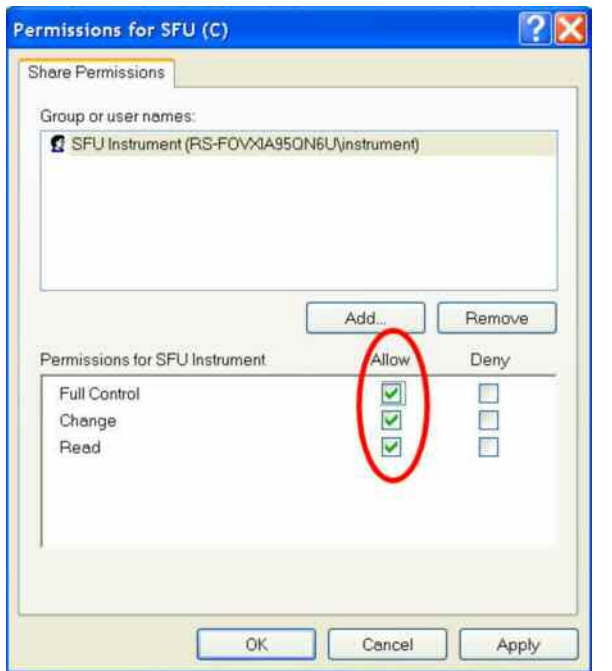 Permissions for SFU (C)
Share Permissions
Group or user names:
SFU Instrument (RS-FOVXIA95QN6U\instrument)
Add... Remove
Permissions for SFU Instrument Allow Deny
Full Control
Change
Read
OK Cancel Apply